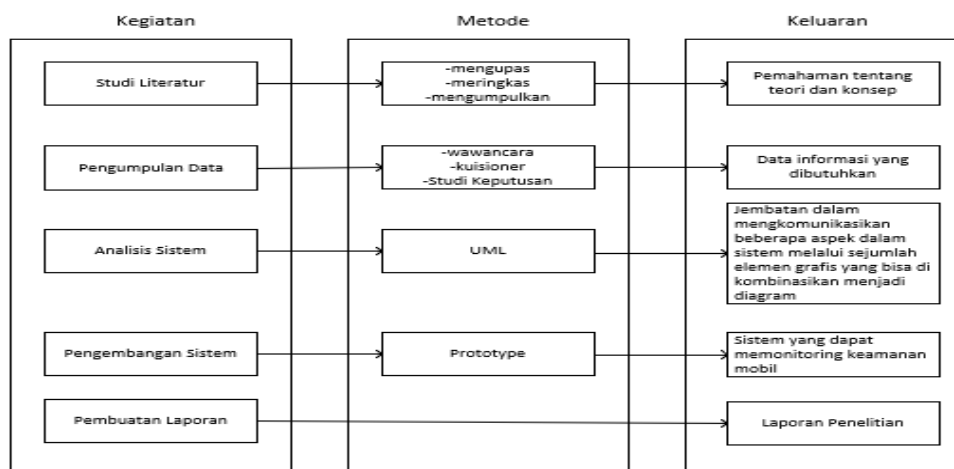 Kegiatan
Metode
Keluaran
Studi Literatur
-mengupas
-meringkas
-mengumpulkan
Pemahaman tentang
teori dan konsep
Pengumpulan Data
-wawancara
-kuisioner
-Studi Keputusan
Data informasi yang
dibutuhkan
Analisis Sistem
UML
Jembatan dalam
mengkomunikasikan
beberapa aspek dalam
sistem melalui sejumlah
elemen grafis yang bisa di
kombinasikan menjadi
diagram
Pengembangan Sistem
Prototype
Sistem yang dapat
memonitoring keamanan
mobil
Pembuatan Laporan
Laporan Penelitian